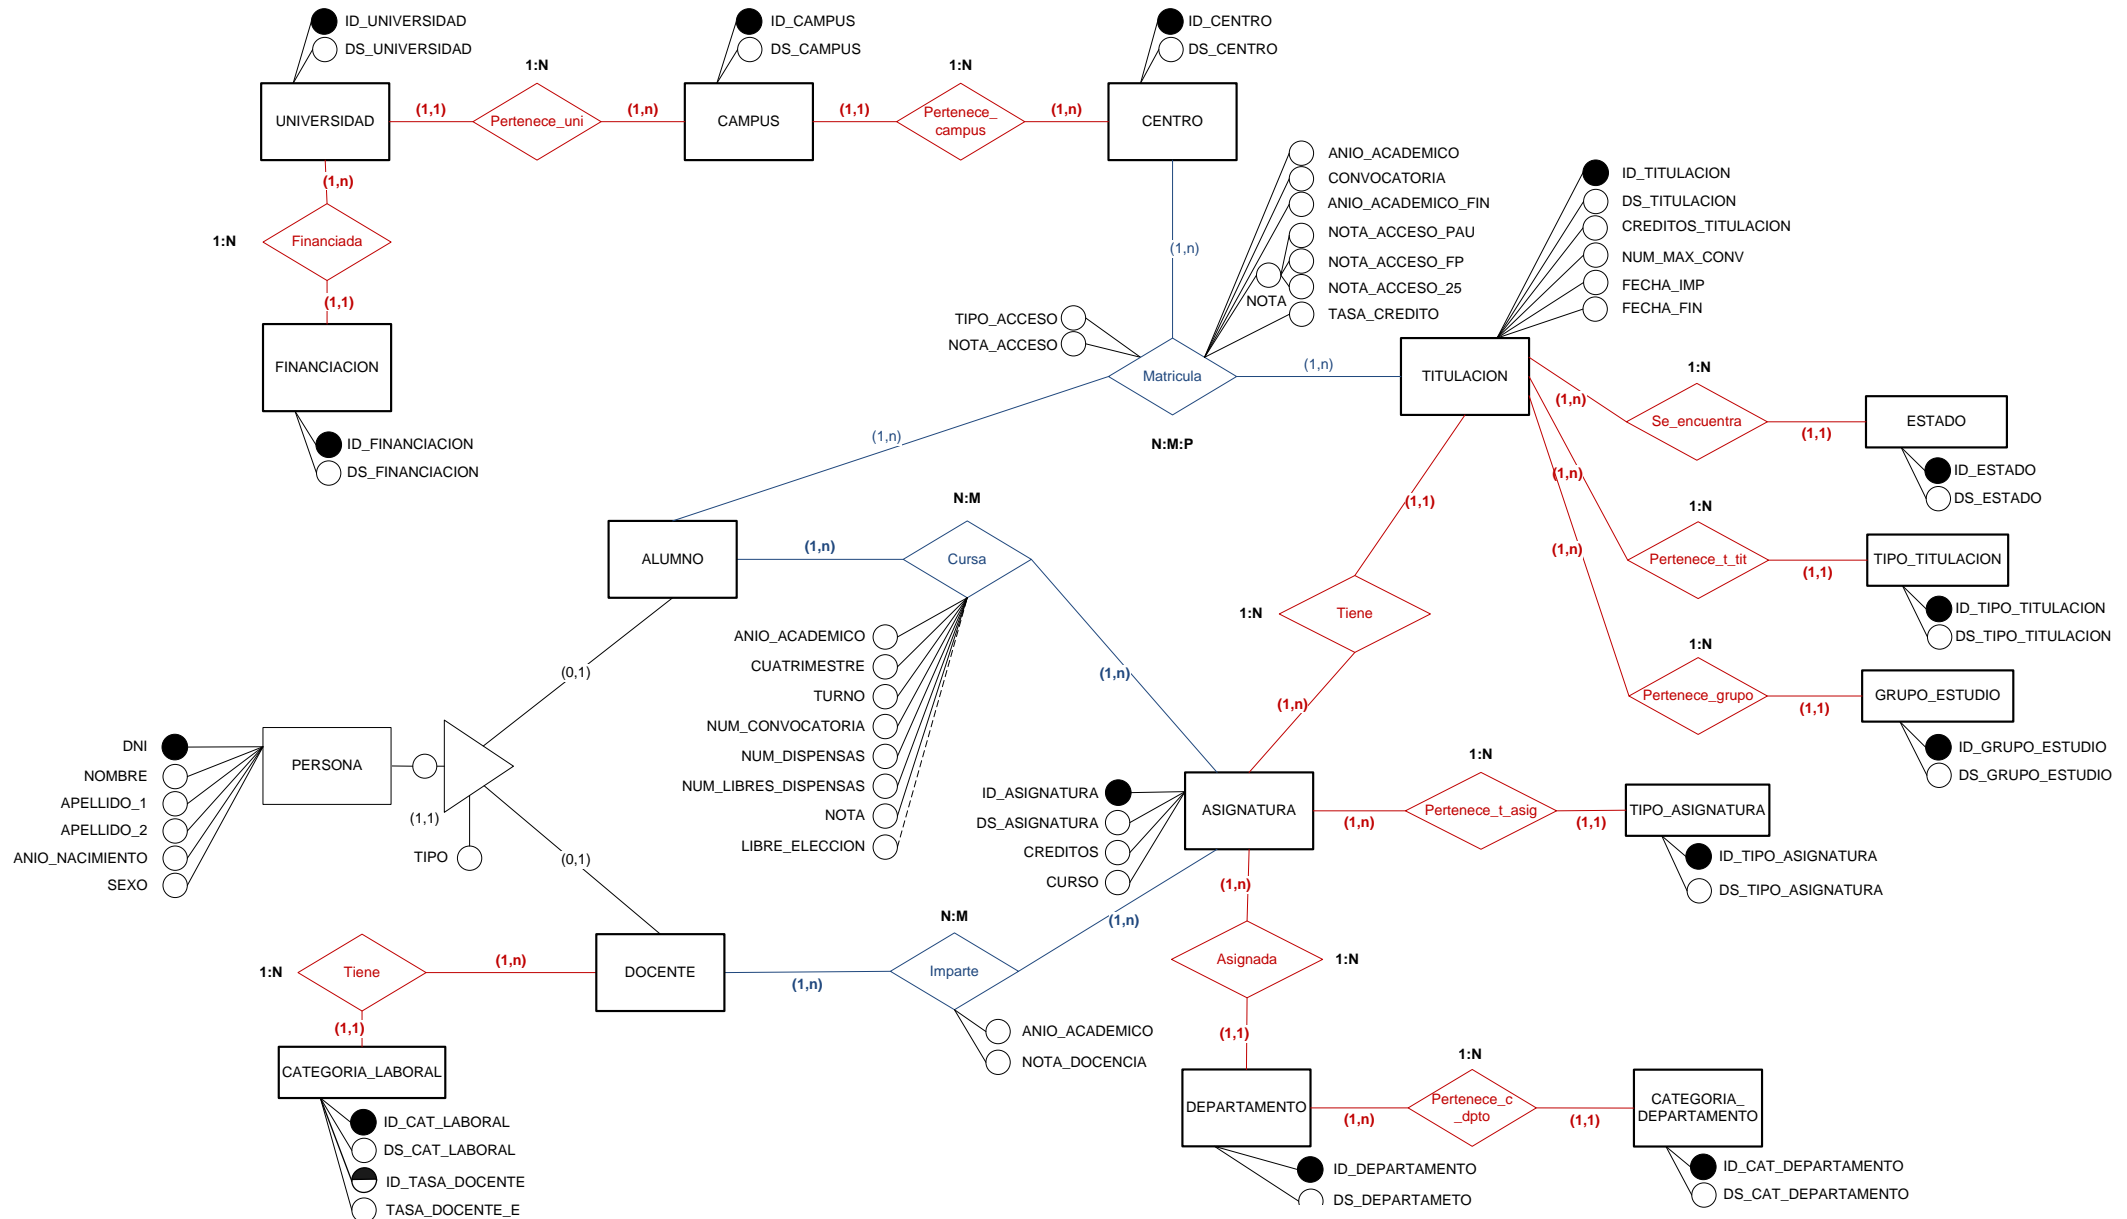 ID_UNIVERSIDAD
DS_UNIVERSIDAD
ID_CAMPUS
DS_CAMPUS
ID_CENTRO
DS_CENTRO
1:N
1:N
UNIVERSIDAD
(1,1)
Pertenece_uni
(1,n)
CAMPUS
(1,1)
Pertenece_
campus
(1,n)
CENTRO
(1,n)
1:N
Financiada
(1,1)
FINANCIACION
ID_FINANCIACION
DS_FINANCIACION
(1,n)
ANIO_ACADEMICO
CONVOCATORIA
ANIO_ACADEMICO_FIN
NOTA_ACCESO_PAU
NOTA_ACCESO_FP
NOTA_ACCESO_25
NOTA
TASA_CREDITO
TIPO_ACCESO
NOTA_ACCESO
Matricula
(1,n)
(1,n)
N:M:P
ID_TITULACION
DS_TITULACION
CREDITOS_TITULACION
NUM_MAX_CONV
FECHA_IMP
FECHA_FIN
TITULACION
1:N
(1,n)
Se_encuentra
(1,1)
ESTADO
ID_ESTADO
DS_ESTADO
(1,n)
1:N
Pertenece_t_tit
(1,1)
TIPO_TITULACION
ID_TIPO_TITULACION
DS_TIPO_TITULACION
(1,n)
1:N
Pertenece_grupo
(1,1)
GRUPO_ESTUDIO
ID_GRUPO_ESTUDIO
DS_GRUPO_ESTUDIO
(1,1)
1:N
Tiene
(1,n)
N:M
ALUMNO
(1,n)
Cursa
(1,n)
ANIO_ACADEMICO
CUATRIMESTRE
TURNO
NUM_CONVOCATORIA
NUM_DISPENSAS
NUM_LIBRES_DISPENSAS
NOTA
LIBRE_ELECCION
(0,1)
DNI
NOMBRE
APELLIDO_1
APELLIDO_2
ANIO_NACIMIENTO
SEXO
PERSONA
(1,1)
TIPO
(0,1)
ID_ASIGNATURA
DS_ASIGNATURA
CREDITOS
CURSO
ASIGNATURA
1:N
(1,n)
Pertenece_t_asig
(1,1)
TIPO_ASIGNATURA
ID_TIPO_ASIGNATURA
DS_TIPO_ASIGNATURA
(1,n)
Asignada
1:N
(1,1)
N:M
(1,n)
Imparte
(1,n)
ANIO_ACADEMICO
NOTA_DOCENCIA
DOCENTE
(1,n)
1:N
Tiene
(1,1)
CATEGORIA_LABORAL
ID_CAT_LABORAL
DS_CAT_LABORAL
ID_TASA_DOCENTE
TASA_DOCENTE_E
DEPARTAMENTO
1:N
(1,n)
Pertenece_c
_dpto
(1,1)
CATEGORIA_
DEPARTAMENTO
ID_DEPARTAMENTO
DS_DEPARTAMETO
ID_CAT_DEPARTAMENTO
DS_CAT_DEPARTAMENTO